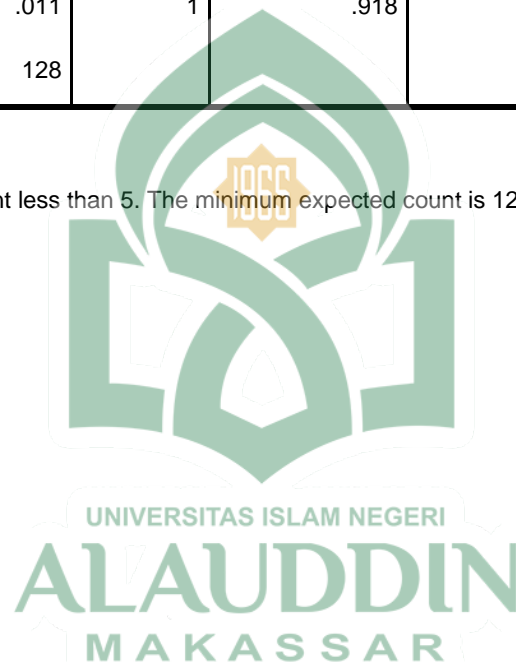 .011 1 .918
128
nt less than 5. The minimum expected count is 12
1965
UNIVERSITAS ISLAM NEGERI
ALAUDDIN
MAKASSAR